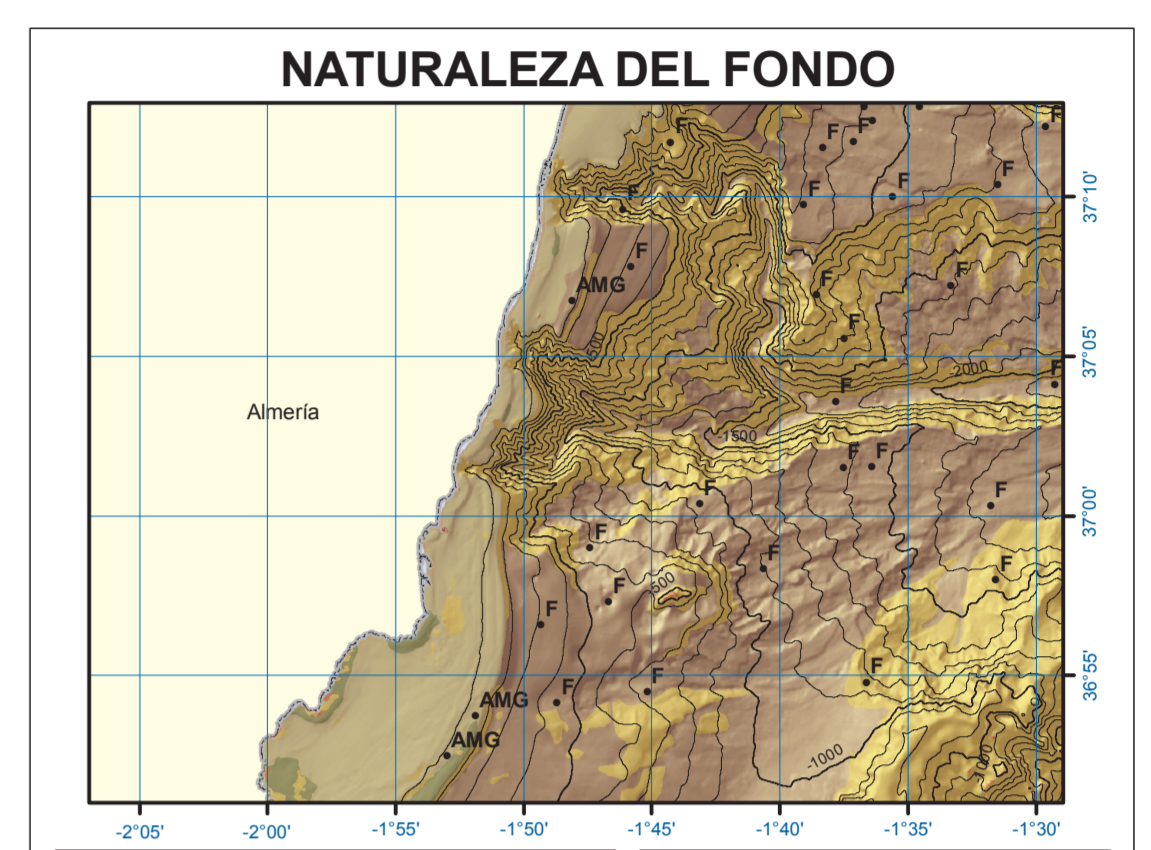 NATURALEZA DEL FONDO
F
F
F
F
F
F
F
F
F
37°10'
F
F
F
AMG
500
F
37°05'
2000
F
F
Almería
-1500
F
F
F
F
37°00'
F
F
F
500
F
F
F
F
36°55'
F
AMG
AMG
-1000
1000
-2°05'
-2°00'
-1°55'
-1°50'
-1°45'
-1°40'
-1°35'
-1°30'